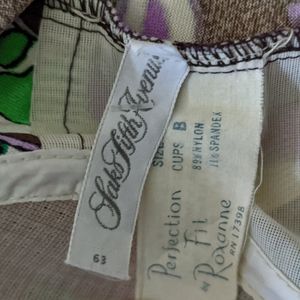 Saks Fifth Avenue
63
SIZE
CUPS B
89% NYLON
11% SPANDEX
Perfection
Fit
by Roxanne
RN 17398